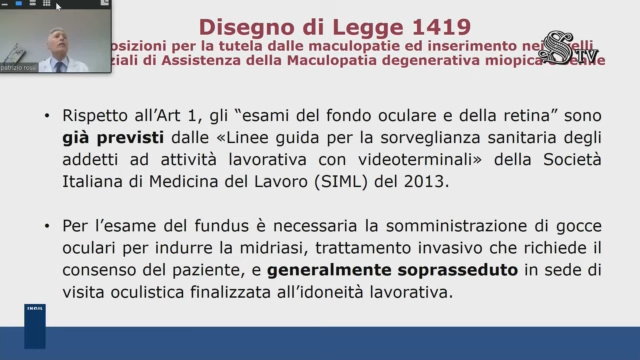 Disegno di Legge 1419
osizioni per la tutela dalle maculopatie ed inserimento nei
ziali di Assistenza della Maculopatia degenerativa miopica
patrizio rossi
STV
• Rispetto all’Art 1, gli “esami del fondo oculare e della retina” sono
già previsti dalle «Linee guida per la sorveglianza sanitaria degli
addetti ad attività lavorativa con videoterminali» della Società
Italiana di Medicina del Lavoro (SIML) del 2013.
• Per l’esame del fundus è necessaria la somministrazione di gocce
oculari per indurre la midriasi, trattamento invasivo che richiede il
consenso del paziente, e generalmente soprasseduto in sede di
visita oculistica finalizzata all’idoneità lavorativa.
INAIL